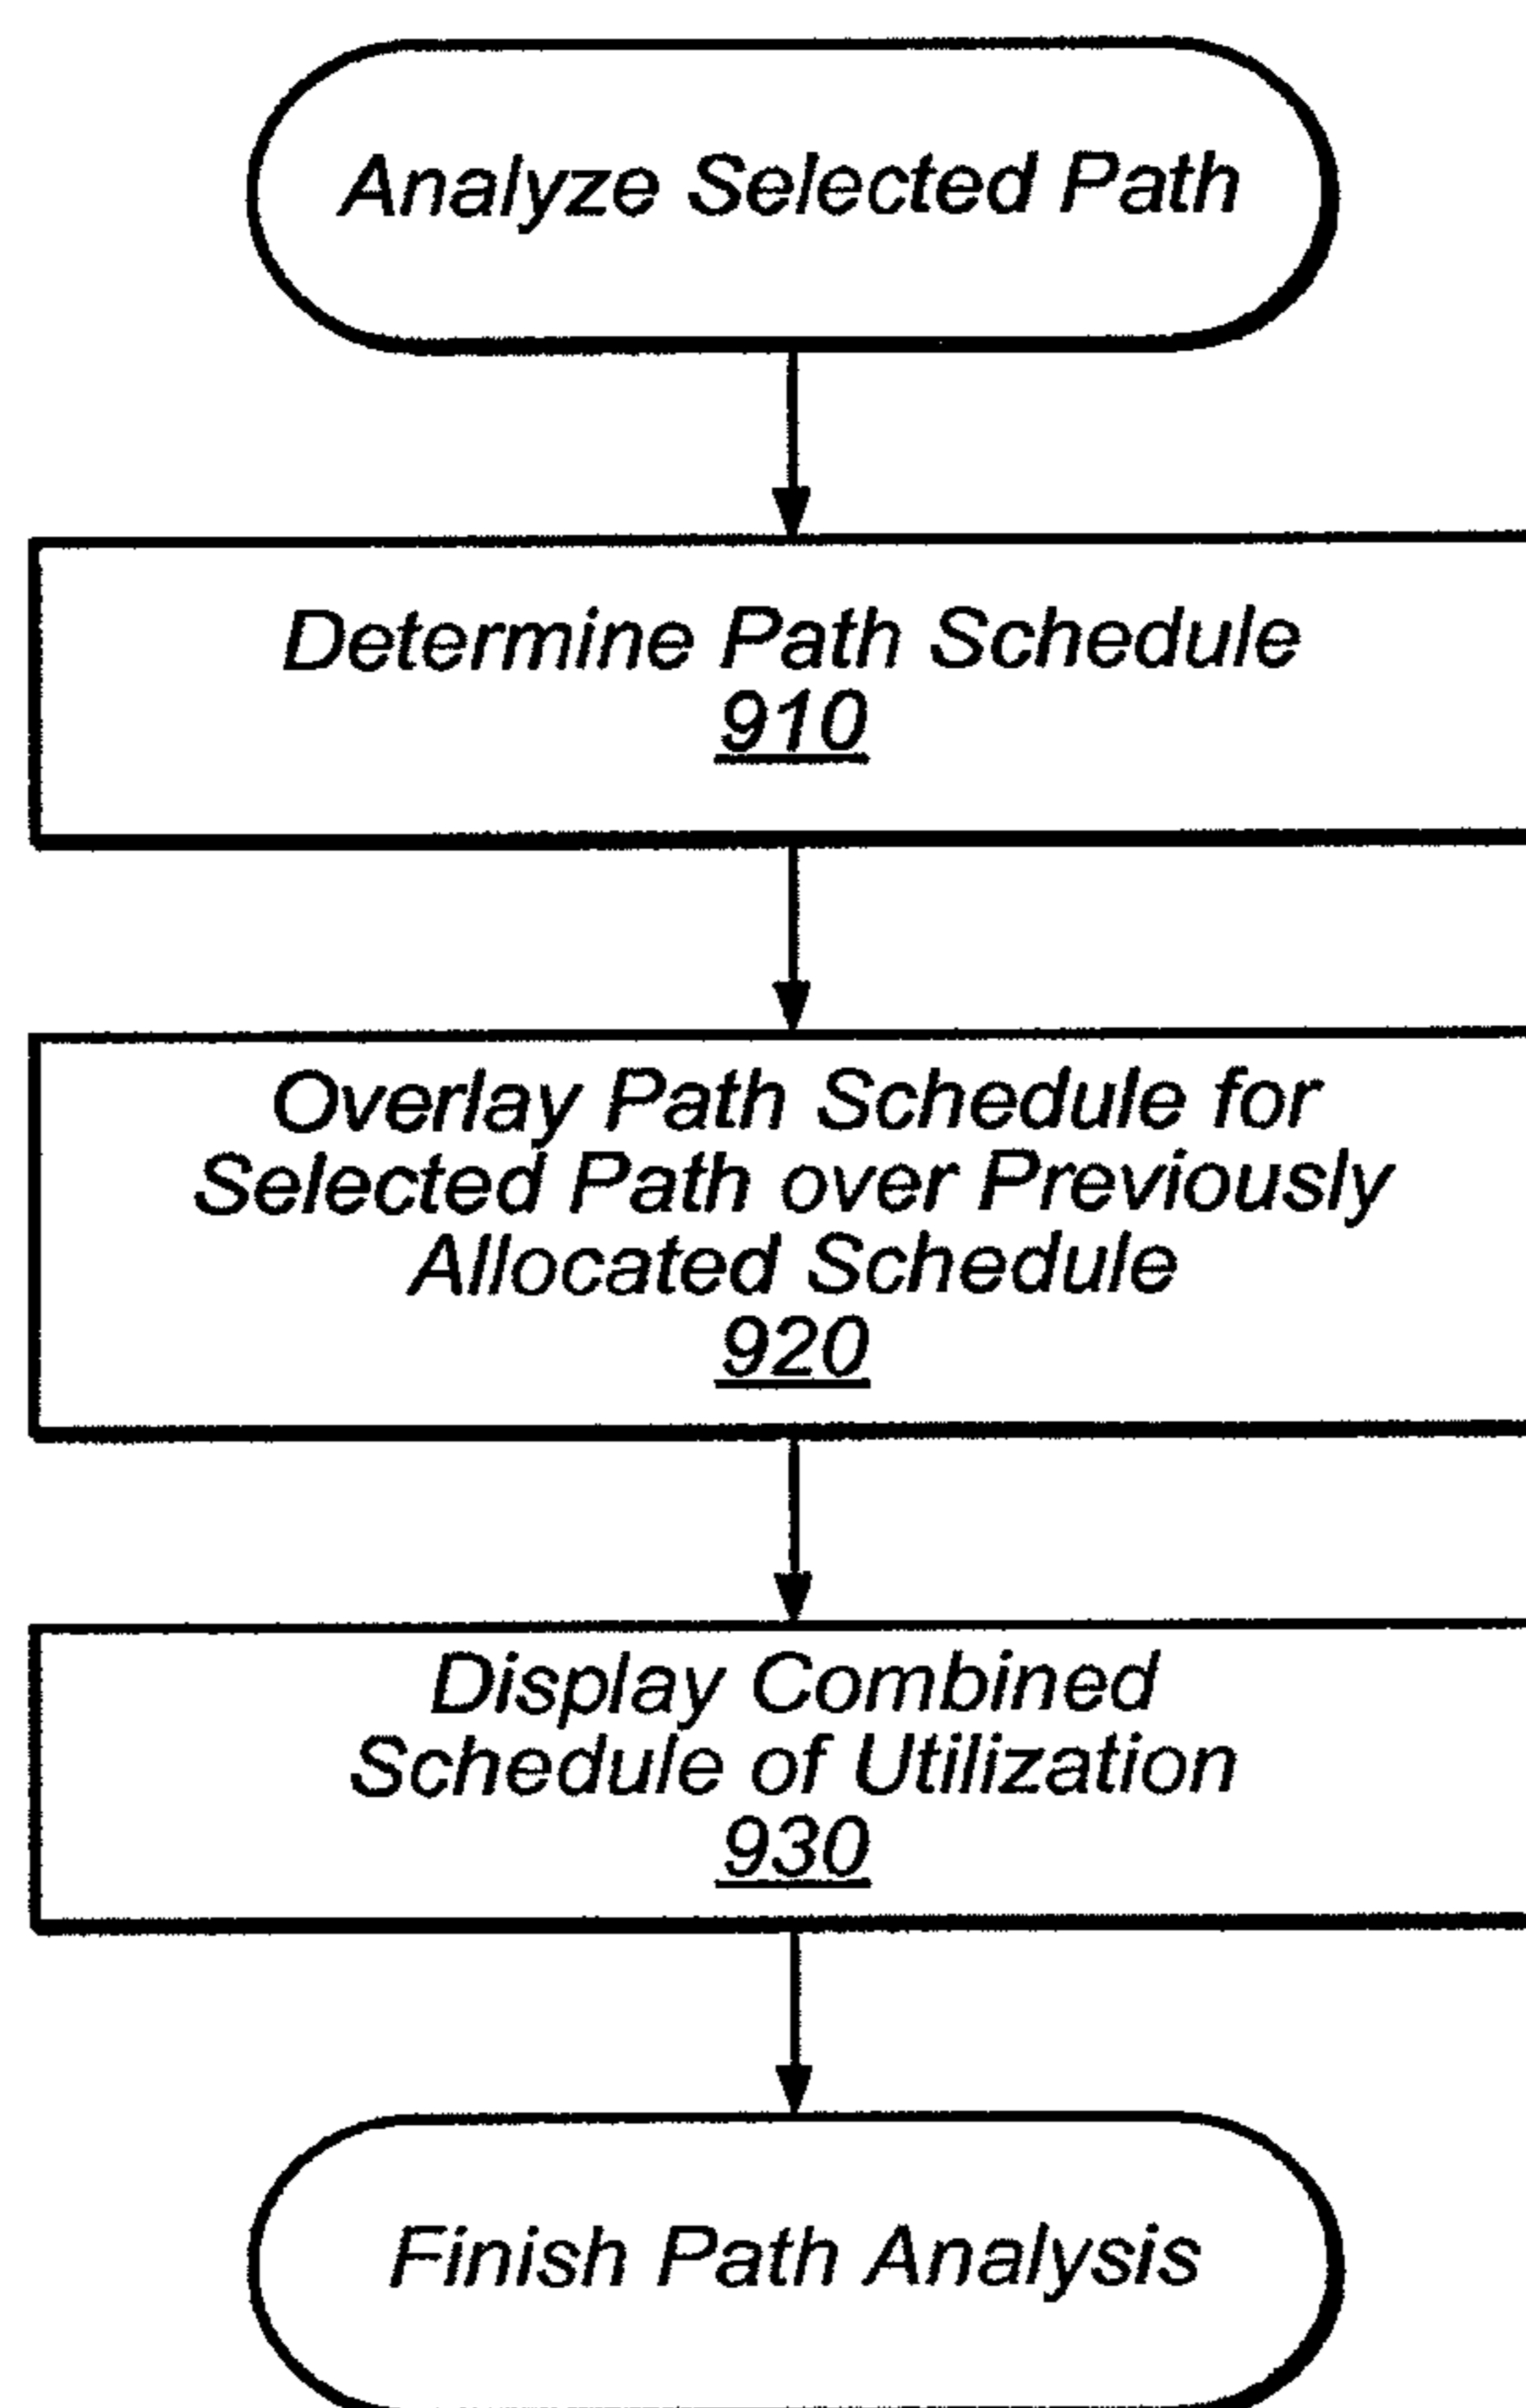 Analyze Selected Path
Determine Path Schedule
910
Overlay Path Schedule for
Selected Path over Previously
Allocated Schedule
920
Display Combined
Schedule of Utilization
930
Finish Path Analysis